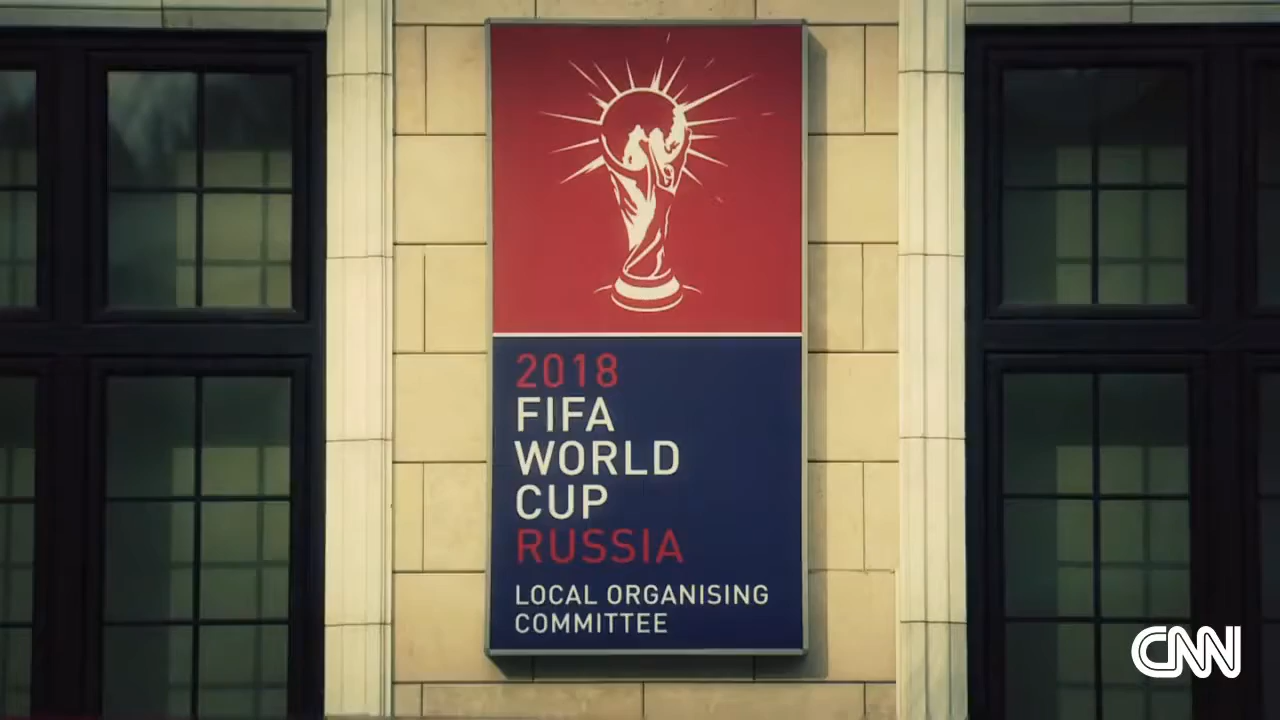 2018
FIFA
WORLD
CUP
RUSSIA
LOCAL ORGANISING
COMMITTEE
CNN